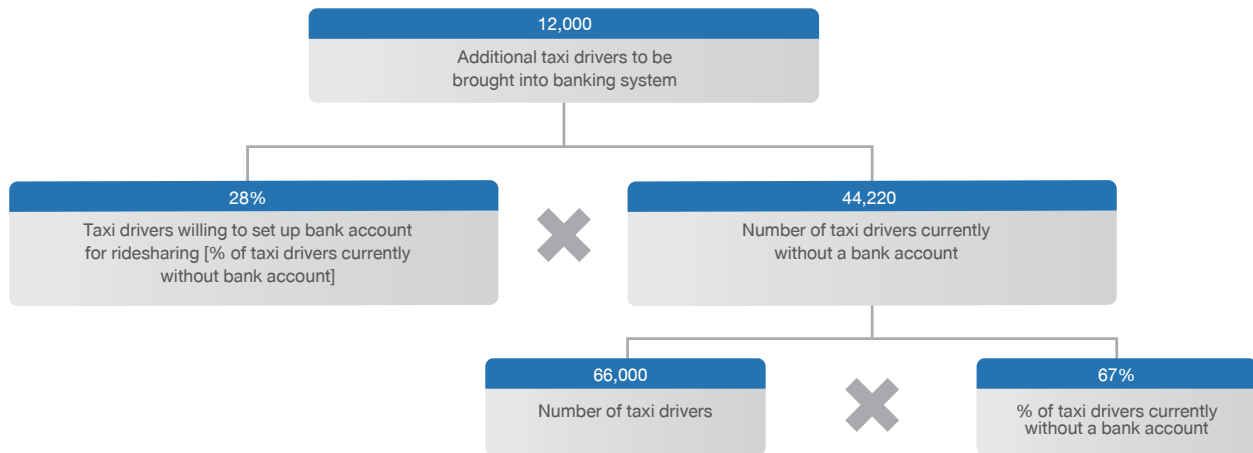 12,000
Additional taxi drivers to be
brought into banking system
28%
Taxi drivers willing to set up bank account
for ridesharing [% of taxi drivers currently
without bank account]
44,220
Number of taxi drivers currently
without a bank account
66,000
Number of taxi drivers
67%
% of taxi drivers currently
without a bank account